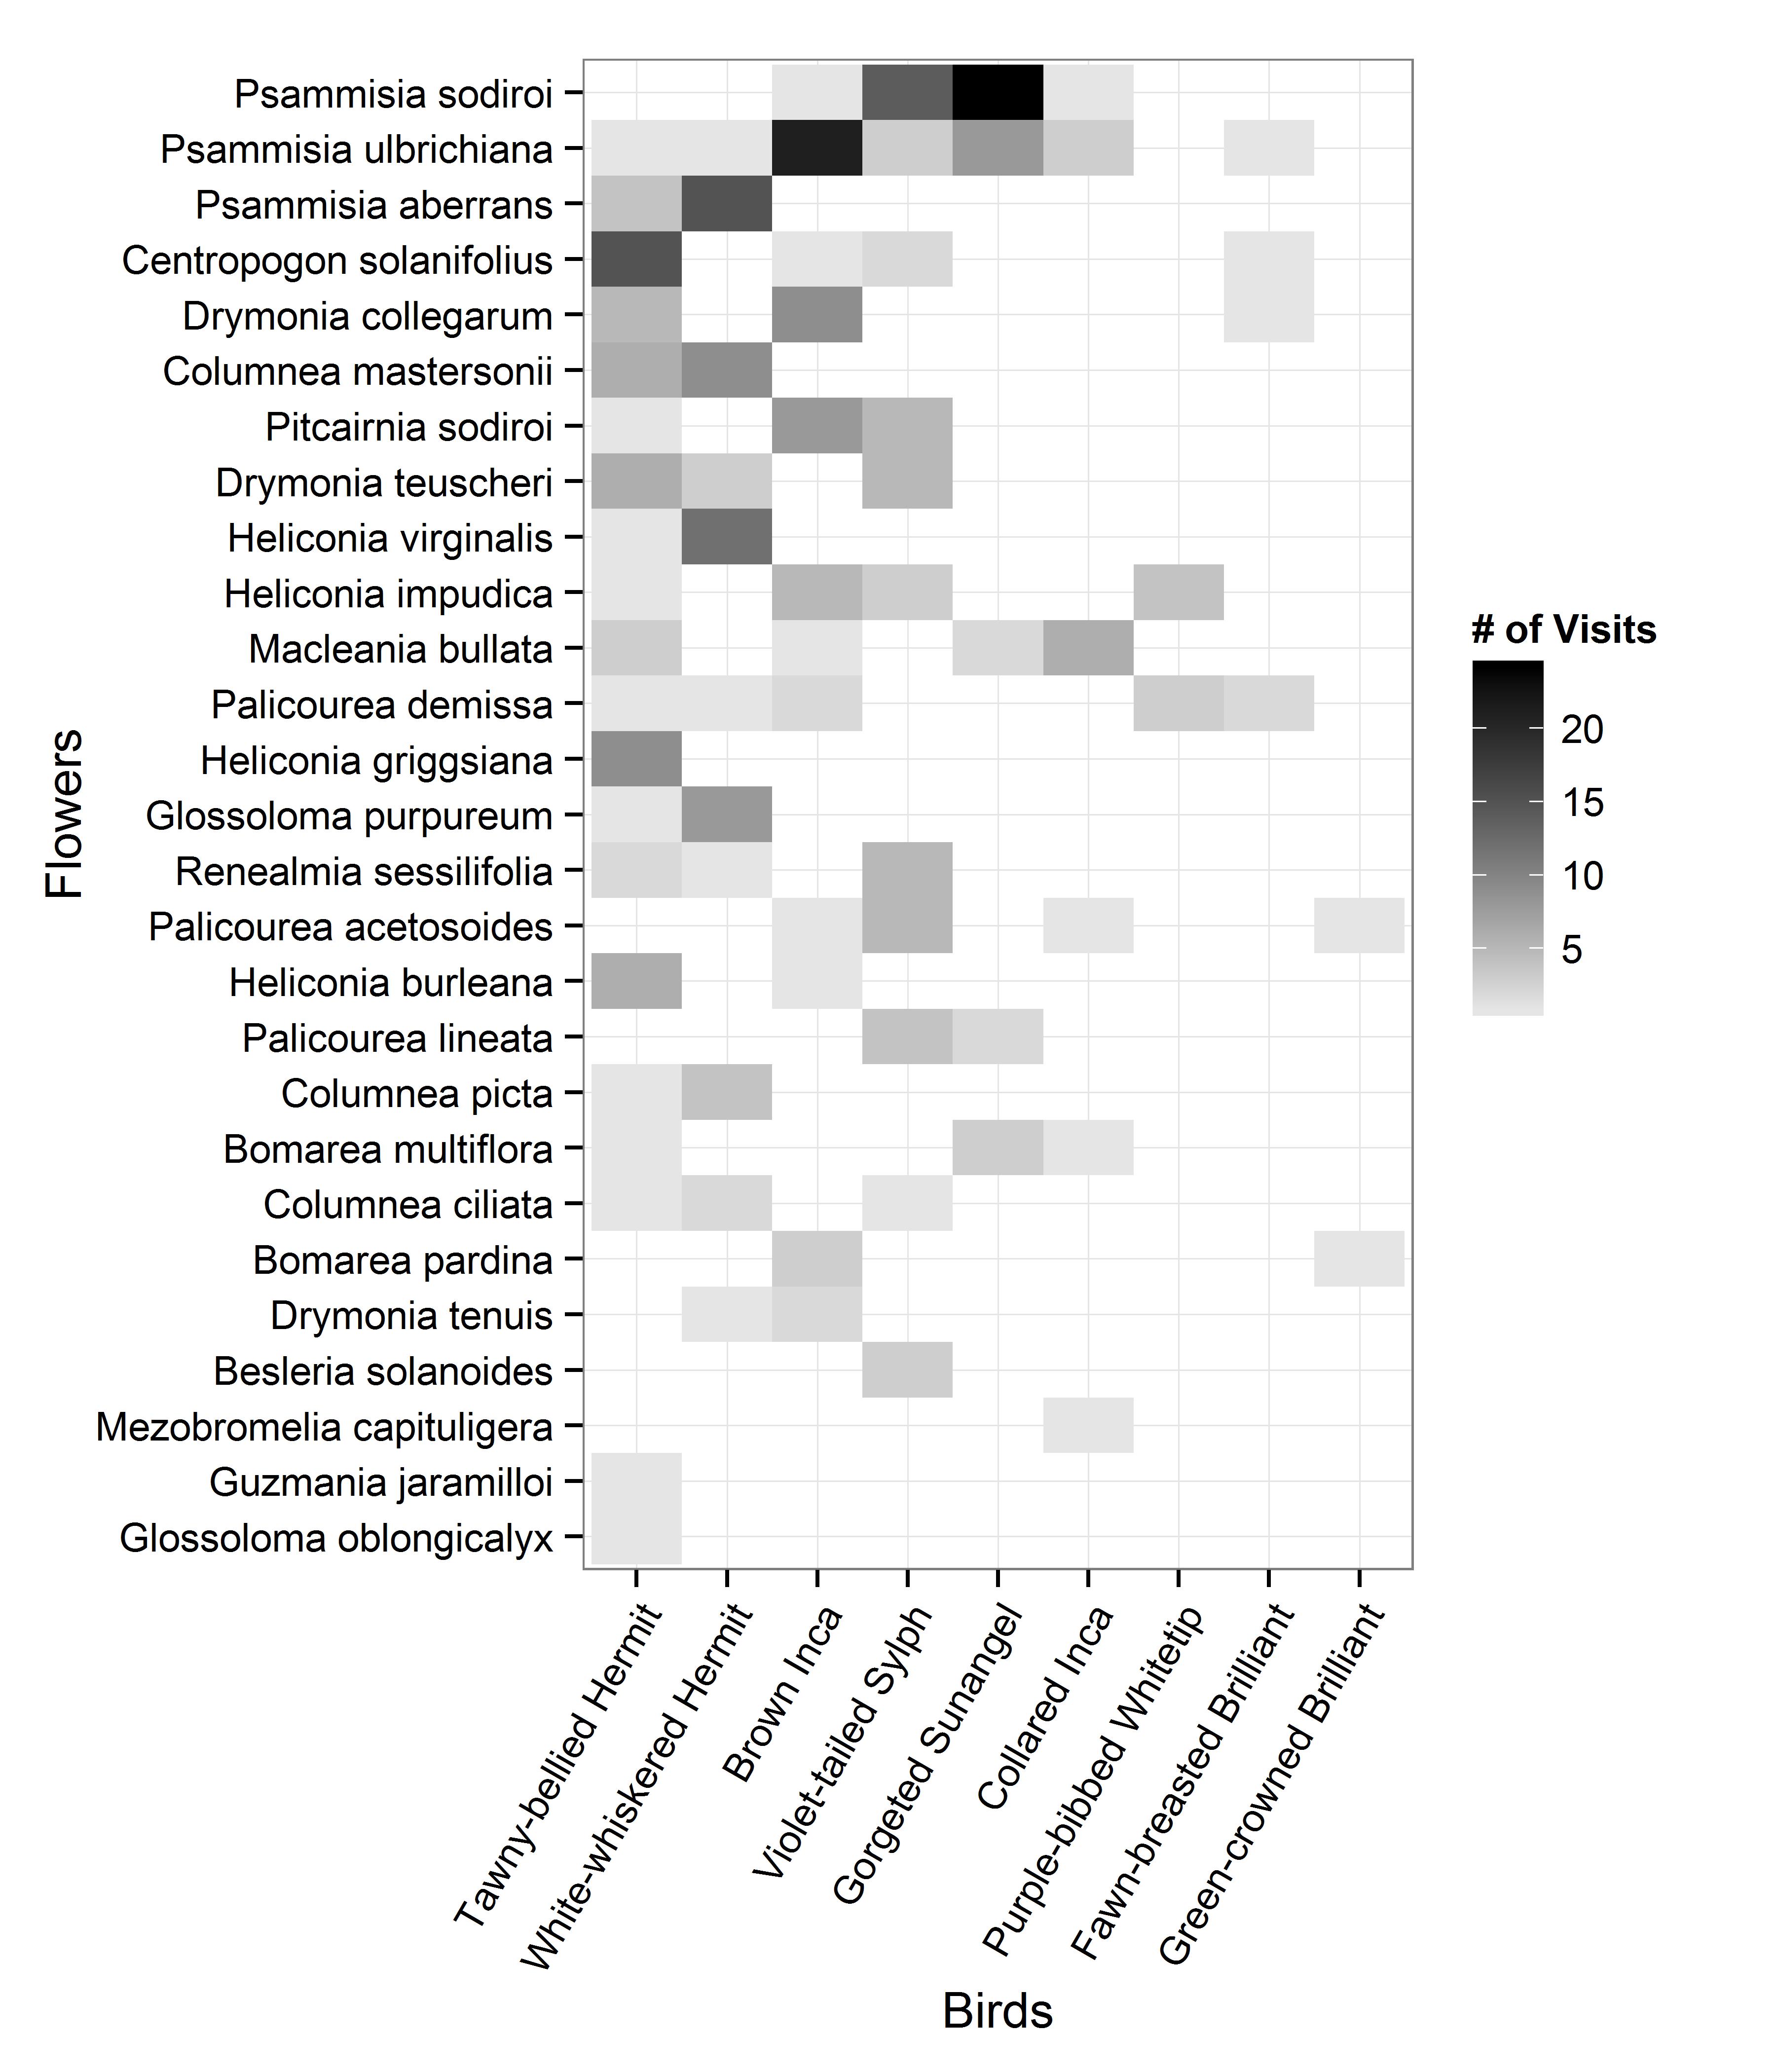 Psammisia sodiroi
Psammisia ulbrichiana
Psammisia aberrans
Centropogon solanifolius
Drymonia collegarum
Columnea mastersonii
Pitcairnia sodiroi
Drymonia teuscheri
Heliconia virginalis
Heliconia impudica
Macleania bullata
Palicourea demissa
Heliconia griggsiana
Glossoloma purpureum
Renealmia sessilifolia
Palicourea acetosoides
Heliconia burleana
Palicourea lineata
Columnea picta
Bomarea multiflora
Columnea ciliata
Bomarea pardina
Drymonia tenuis
Besleria solanoides
Mezobromelia capituligera
Guzmania jaramilloi
Glossoloma oblongicalyx
Flowers
Tawny-bellied Hermit
White-whiskered Hermit
Brown Inca
Violet-tailed Sylph
Gorgeted Sunangel
Collared Inca
Purple-bibbed Whitetip
Fawn-breasted Brilliant
Green-crowned Brilliant
Birds
# of Visits
20
15
10
5